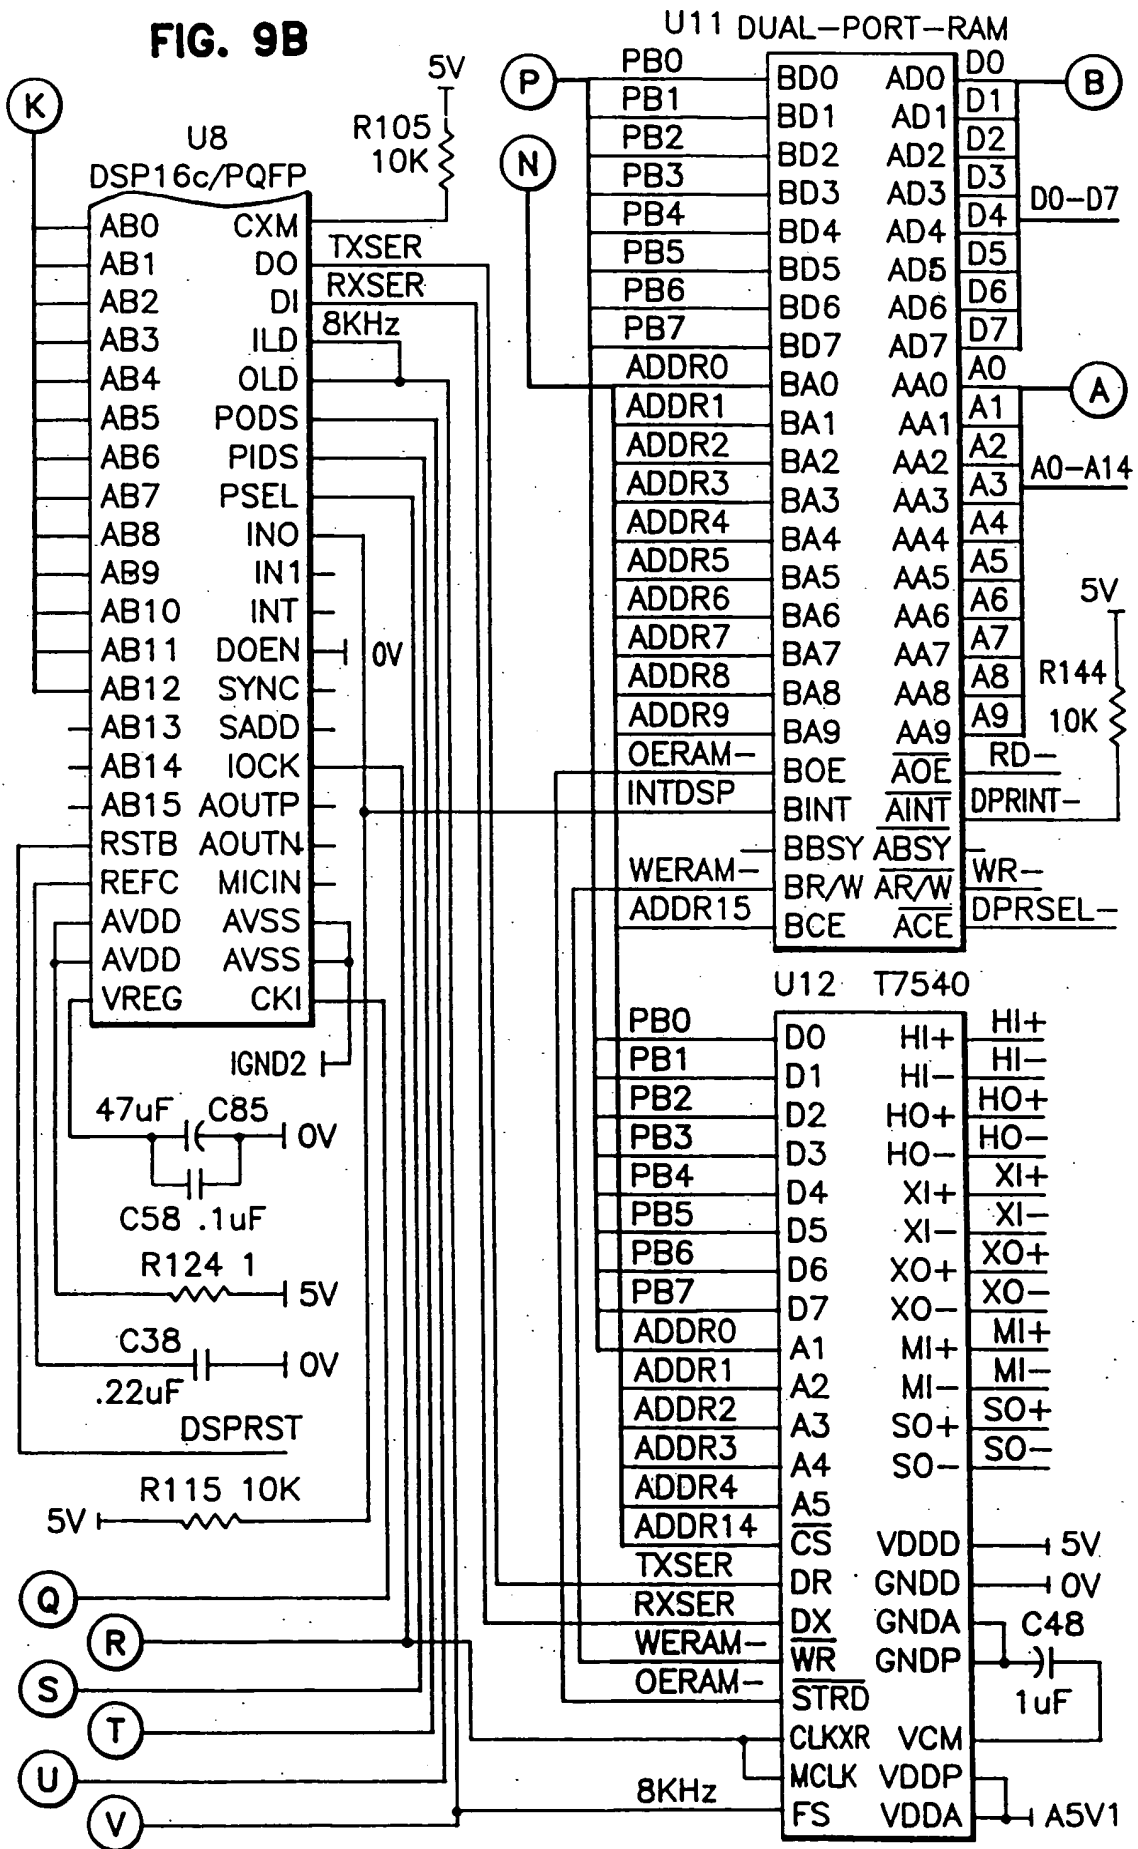 FIG. 9B
K
U8
DSP16c/PQFP
5V
R105
10K
AB0 CXM
AB1 DO TXSER
AB2 DI RXSER
AB3 ILD 8KHz
AB4 OLD
AB5 PODS
AB6 PIDS
AB7 PSEL
AB8 INO
AB9 IN1
AB10 INT
AB11 DOEN 0V
AB12 SYNC
AB13 SADD
AB14 IOCK
AB15 AOUTP
RSTB AOUTN
REFC MICIN
AVDD AVSS
AVDD AVSS
VREG CKI
IGND2
47uF C85 0V
C58 .1uF
R124 1
5V
C38
0V
.22uF
DSPRST
R115 10K
5V
Q
R
S
T
U
V
U11 DUAL-PORT-RAM
P
N
B
A
PB0 BD0 AD0 D0
PB1 BD1 AD1 D1
PB2 BD2 AD2 D2
PB3 BD3 AD3 D3
D0-D7
PB4 BD4 AD4 D4
PB5 BD5 AD5 D5
PB6 BD6 AD6 D6
PB7 BD7 AD7 D7
ADDR0 BA0 AA0 A0
ADDR1 BA1 AA1 A1
ADDR2 BA2 AA2 A2
A0-A14
ADDR3 BA3 AA3 A3
ADDR4 BA4 AA4 A4
ADDR5 BA5 AA5 A5
ADDR6 BA6 AA6 A6
ADDR7 BA7 AA7 A7
ADDR8 BA8 AA8 A8
ADDR9 BA9 AA9 A9
5V
R144
10K
OERAM- BOE AOE RD-
INTDSP BINT AINT DPRINT-
BBSY ABSY
WERAM- BR/W AR/W WR-
ADDR15 BCE ACE DPRSEL-
U12 T7540
PB0 D0 HI+ HI+
PB1 D1 HI- HI-
PB2 D2 HO+ HO+
PB3 D3 HO- HO-
PB4 D4 XI+ XI+
PB5 D5 XI- XI-
PB6 D6 XO+ XO+
PB7 D7 XO- XO-
ADDR0 A1 MI+ MI+
ADDR1 A2 MI- MI-
ADDR2 A3 SO+ SO+
ADDR3 A4 SO- SO-
ADDR4 A5
ADDR14 CS VDDD 5V
TXSER DR GNDD 0V
RXSER DX GNDA C48
WERAM- WR GNDP
OERAM- STRD 1uF
CLKXR VCM
MCLK VDDP
8KHz FS VDDA A5V1